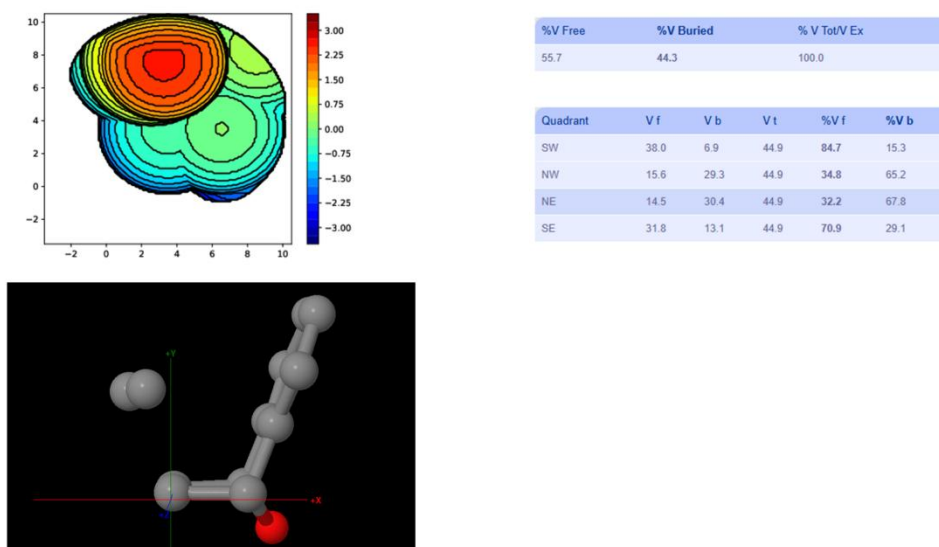 10
8
6
4
2
0
−2
−2 0 2 4 6 8 10
3.00
2.25
1.50
0.75
0.00
−0.75
−1.50
−2.25
−3.00
%V Free %V Buried % V Tot/V Ex
55.7 44.3 100.0
Quadrant V f V b V t %V f %V b
SW 38.0 6.9 44.9 84.7 15.3
NW 15.6 29.3 44.9 34.8 65.2
NE 14.5 30.4 44.9 32.2 67.8
SE 31.8 13.1 44.9 70.9 29.1
+Y
+X